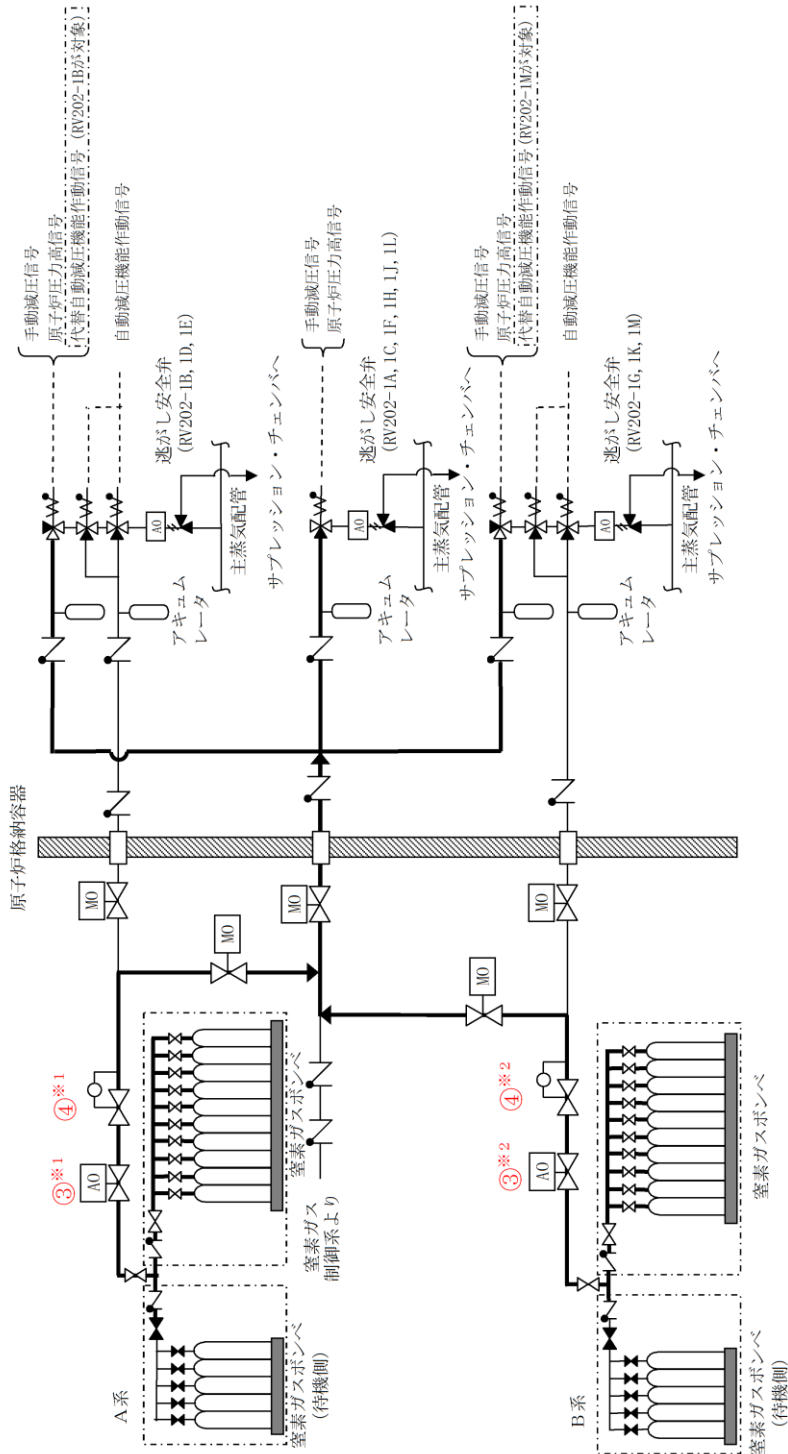 原子炉格納容器
A系
窒素ガスボンベ
(待機側)
③※1
④※1
AO
MO
MO
窒素ガスボンベ
窒素ガス
制御系より
MO
B系
窒素ガスボンベ
(待機側)
③※2
④※2
AO
MO
MO
窒素ガスボンベ
手動減圧信号
原子炉圧力高信号
代替自動減圧機能作動信号 (RV202-1Bが対象)
自動減圧機能作動信号
逃がし安全弁
(RV202-1B, 1D, 1E)
アキュム
レータ
AO
主蒸気配管
サプレッション・チェンバへ
手動減圧信号
原子炉圧力高信号
逃がし安全弁
(RV202-1A, 1C, 1F, 1H, 1J, 1L)
アキュム
レータ
AO
主蒸気配管
サプレッション・チェンバへ
手動減圧信号
原子炉圧力高信号
代替自動減圧機能作動信号 (RV202-1Mが対象)
自動減圧機能作動信号
逃がし安全弁
(RV202-1G, 1K, 1M)
アキュム
レータ
AO
主蒸気配管
サプレッション・チェンバへ